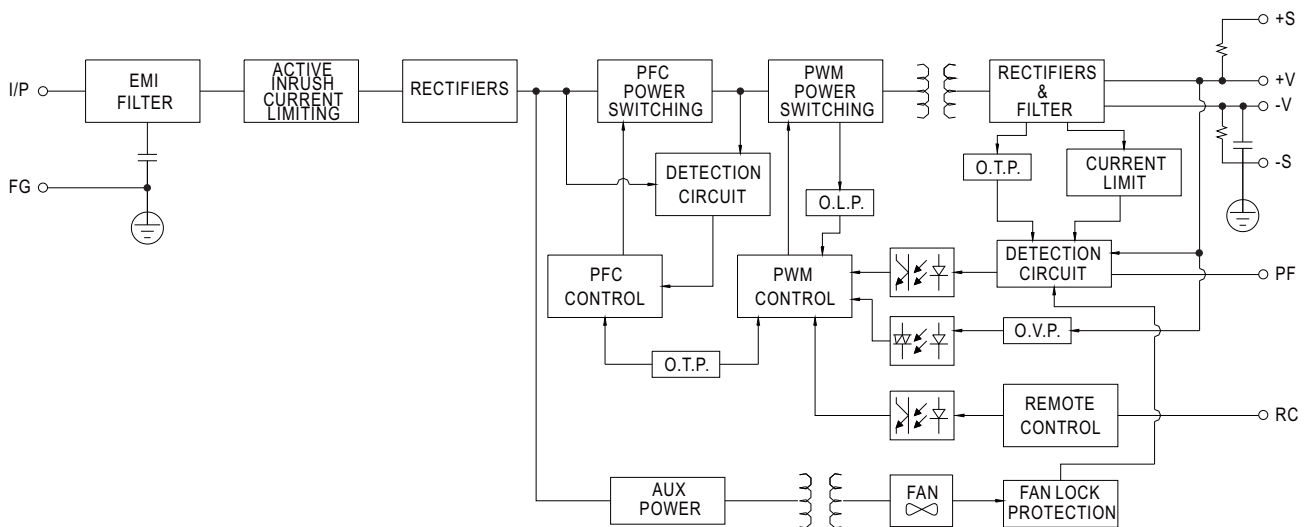 +S
I/P
EMI
FILTER
ACTIVE
INRUSH
CURRENT
LIMITING
RECTIFIERS
PFC
POWER
SWITCHING
PWM
POWER
SWITCHING
RECTIFIERS
&
FILTER
+V
-V
FG
DETECTION
CIRCUIT
O.L.P.
O.T.P.
CURRENT
LIMIT
-S
PFC
CONTROL
PWM
CONTROL
DETECTION
CIRCUIT
PF
O.T.P.
O.V.P.
REMOTE
CONTROL
RC
AUX
POWER
FAN
FAN LOCK
PROTECTION